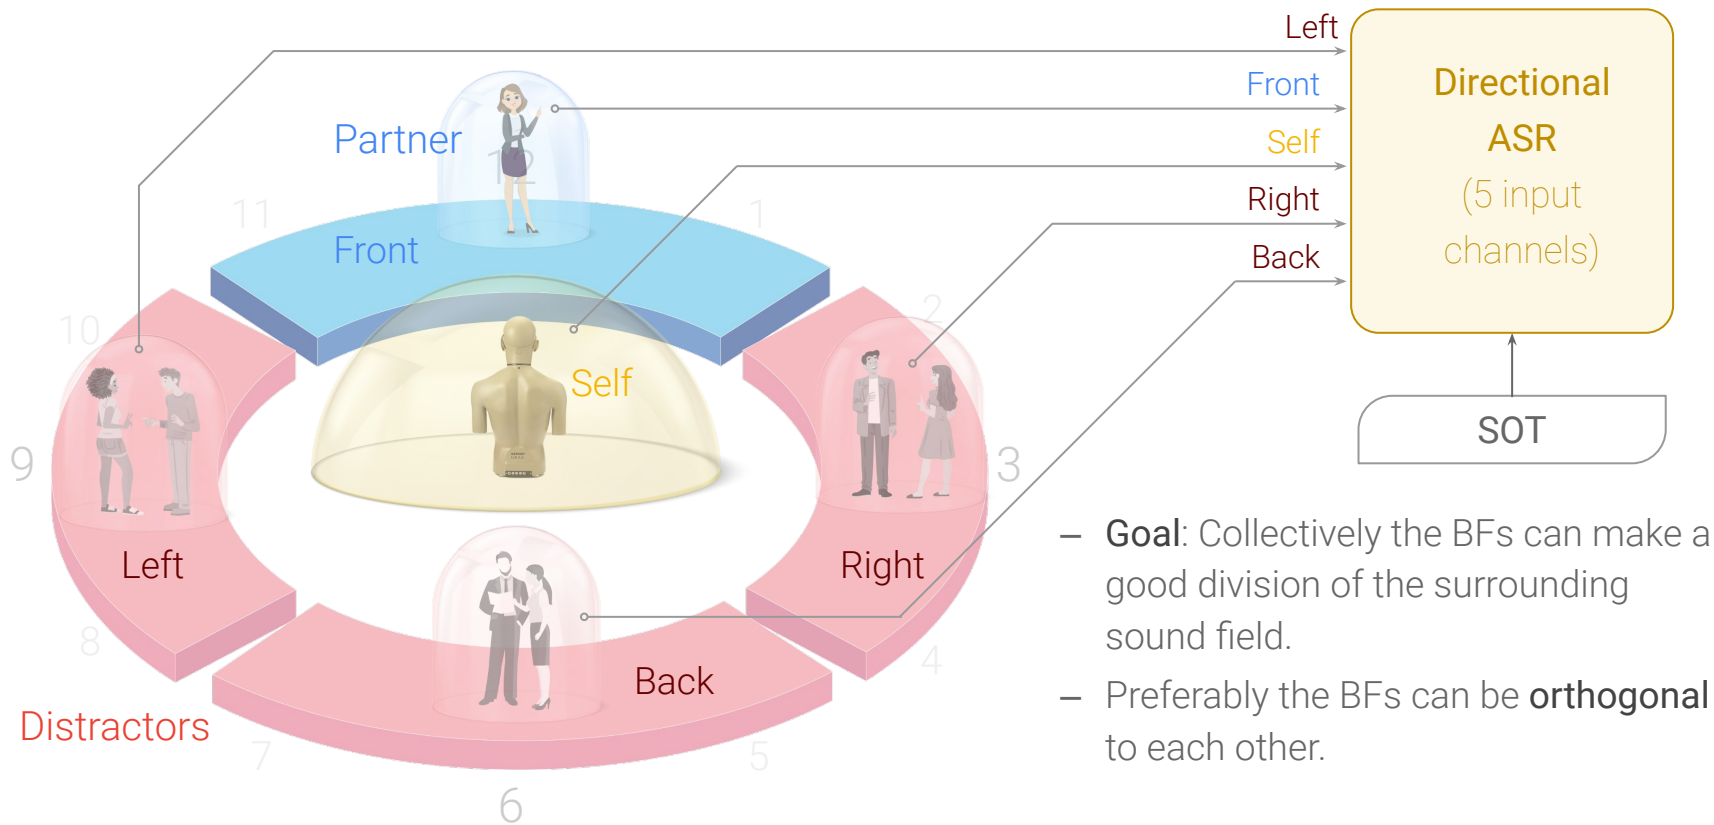 Left
Front
Self
Right
Back
Directional
ASR
(5 input
channels)
SOT
Partner
12
11
1
Front
10
2
Self
9
3
Left
Right
8
4
Back
Distractors
7
5
6
– Goal: Collectively the BFs can make a
good division of the surrounding
sound field.
– Preferably the BFs can be orthogonal
to each other.